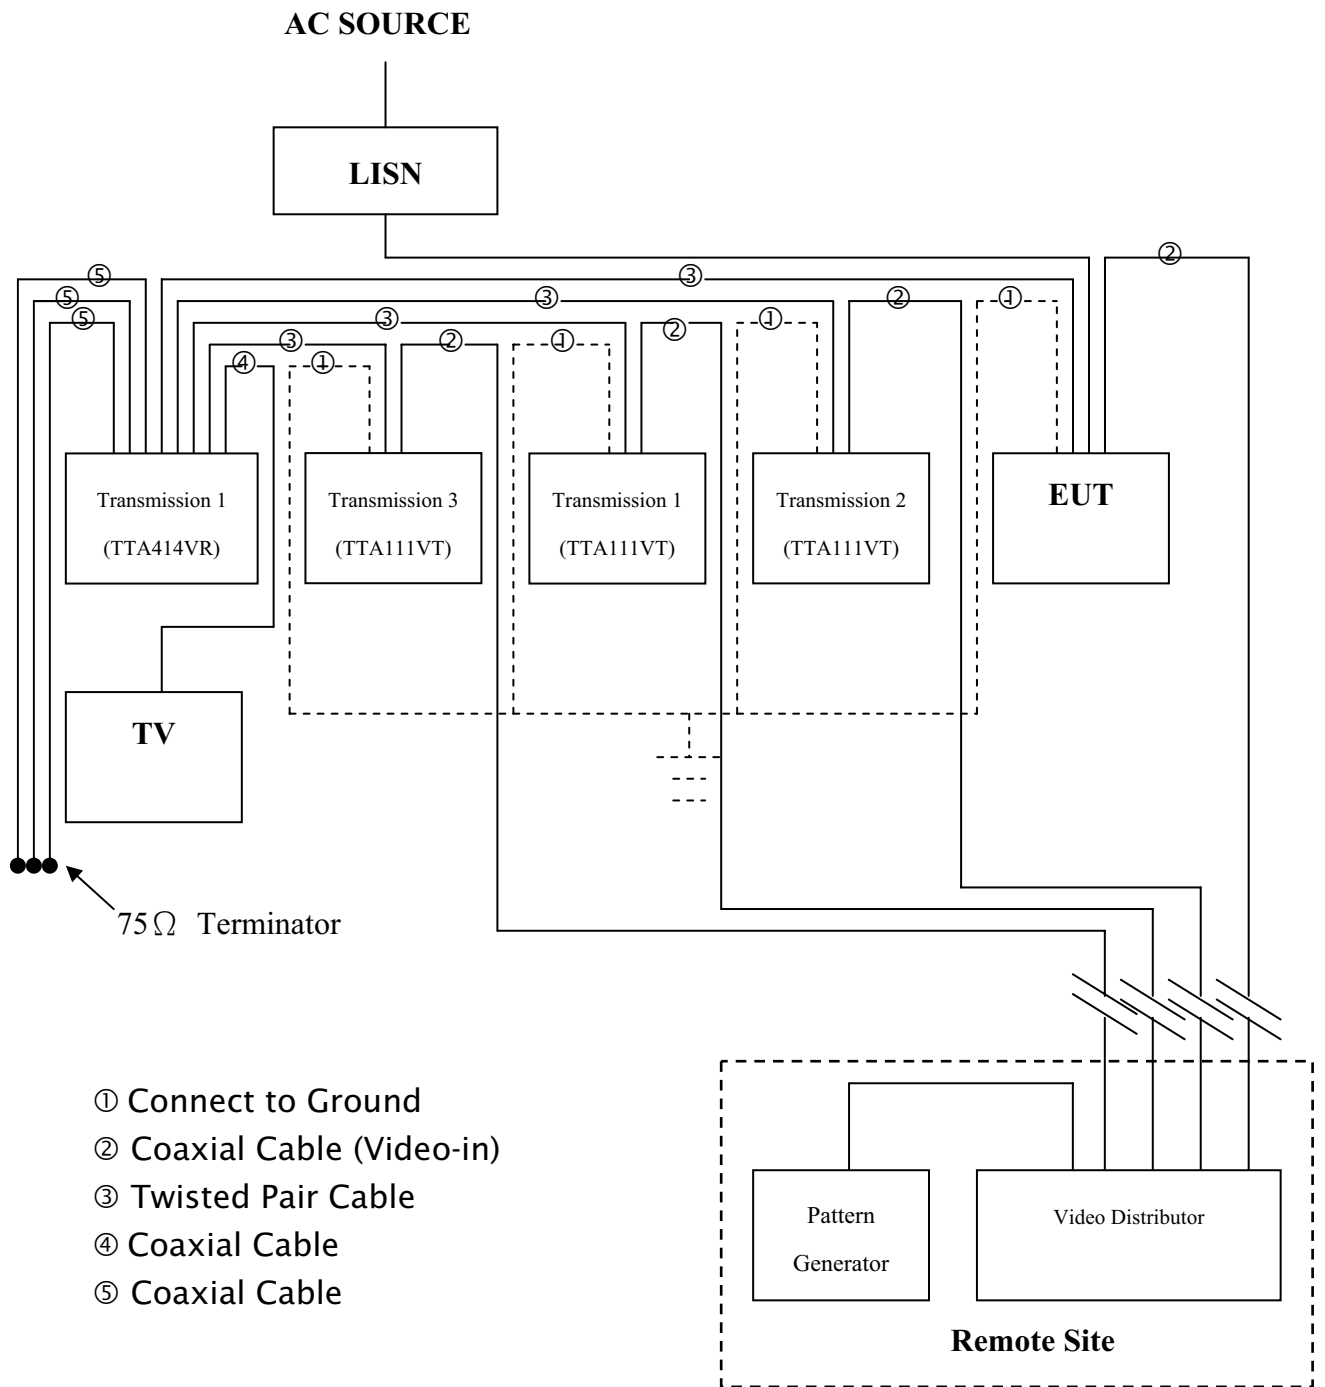 AC SOURCE
LISN
②
⑤ ③
⑤ ③ ② ①
⑤ ③ ② ①
③ ② ①
④ ①
Transmission 1
(TTA414VR)
Transmission 3
(TTA111VT)
Transmission 1
(TTA111VT)
Transmission 2
(TTA111VT)
EUT
TV
75Ω Terminator
① Connect to Ground
② Coaxial Cable (Video-in)
③ Twisted Pair Cable
④ Coaxial Cable
⑤ Coaxial Cable
Pattern
Generator
Video Distributor
Remote Site